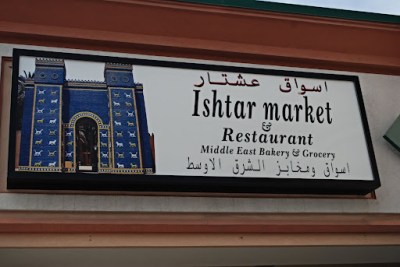 اسواق عشتار
Ishtar market
&
Restaurant
Middle East Bakery & Grocery
اسواق ومخابز الشرق الاوسط